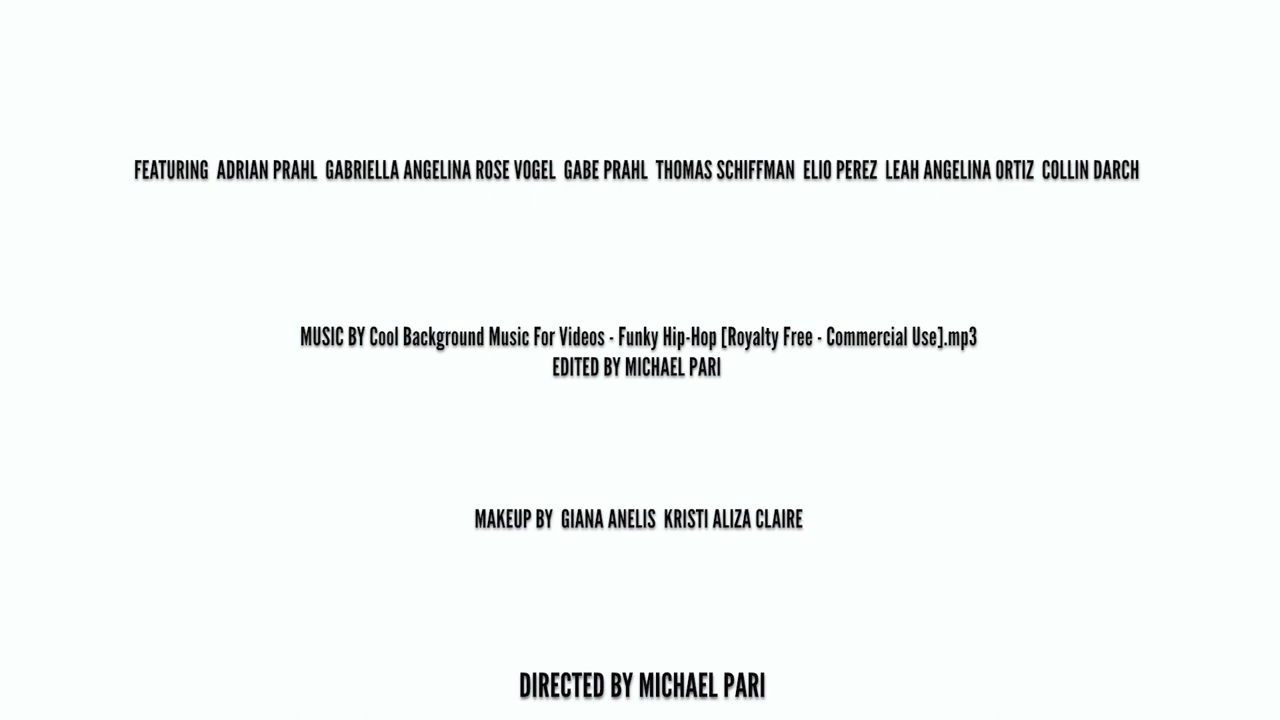 FEATURING ADRIAN PRAHL GABRIELLA ANGELINA ROSE VOGEL GABE PRAHL THOMAS SCHIFFMAN ELIO PEREZ LEAH ANGELINA ORTIZ COLLIN DARCH
MUSIC BY Cool Background Music For Videos - Funky Hip-Hop [Royalty Free - Commercial Use].mp3
EDITED BY MICHAEL PARI
MAKEUP BY GIANA ANELIS KRISTI ALIZA CLAIRE
DIRECTED BY MICHAEL PARI